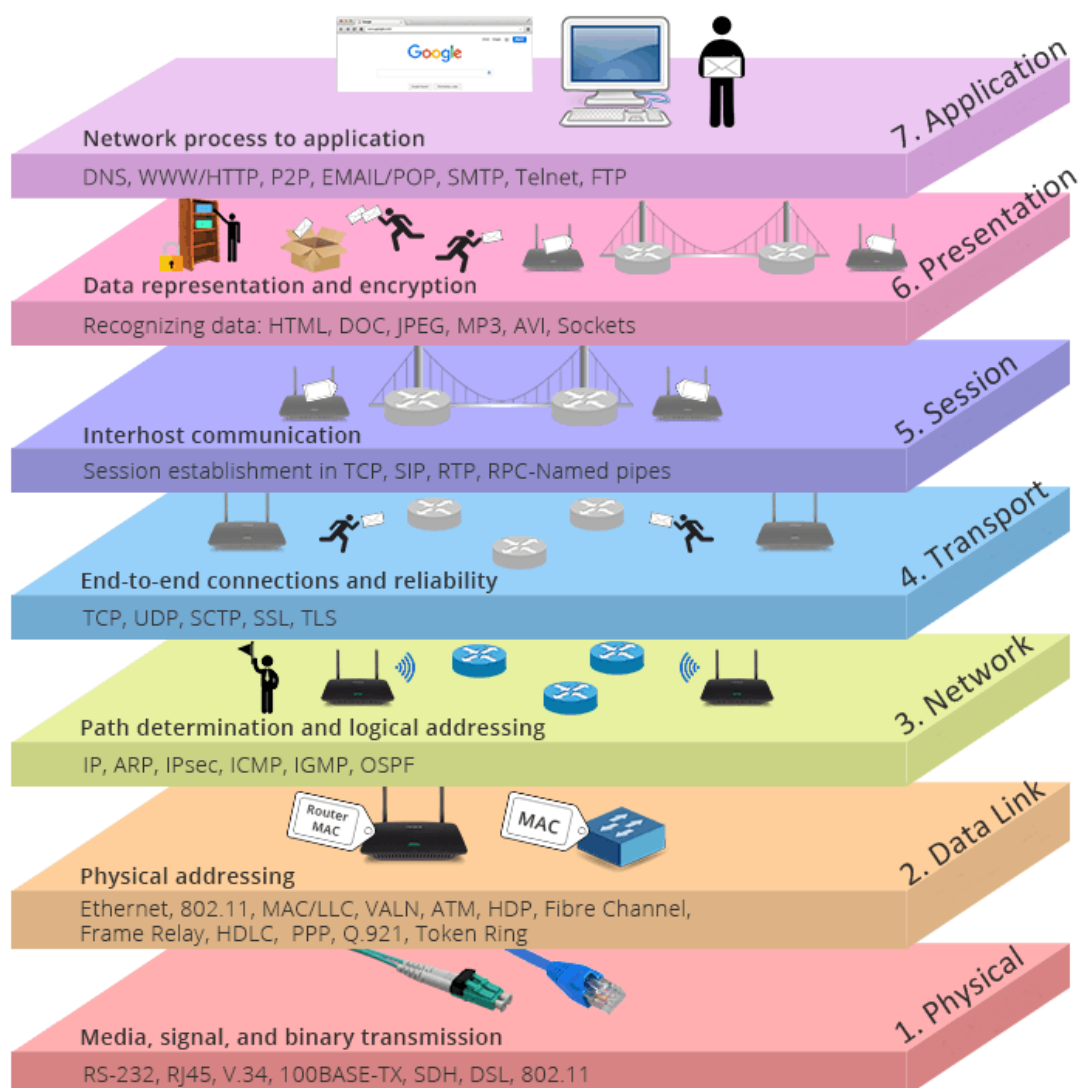 Google
7. Application
Network process to application
DNS, WWW/HTTP, P2P, EMAIL/POP, SMTP, Telnet, FTP
6. Presentation
Data representation and encryption
Recognizing data: HTML, DOC, JPEG, MP3, AVI, Sockets
5. Session
Interhost communication
Session establishment in TCP, SIP, RTP, RPC-Named pipes
4. Transport
End-to-end connections and reliability
TCP, UDP, SCTP, SSL, TLS
3. Network
Path determination and logical addressing
IP, ARP, IPsec, ICMP, IGMP, OSPF
Router
MAC
MAC
2. Data Link
Physical addressing
Ethernet, 802.11, MAC/LLC, VALN, ATM, HDP, Fibre Channel,
Frame Relay, HDLC, PPP, Q.921, Token Ring
1. Physical
Media, signal, and binary transmission
RS-232, RJ45, V.34, 100BASE-TX, SDH, DSL, 802.11